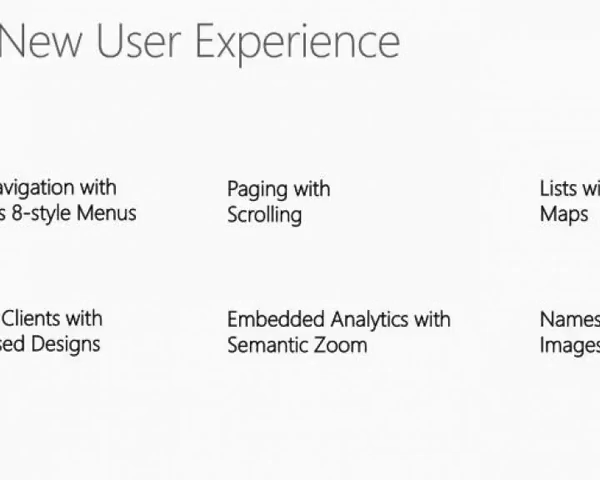 New User Experience
avigation with
s 8-style Menus
Paging with
Scrolling
Lists wi
Maps
Clients with
sed Designs
Embedded Analytics with
Semantic Zoom
Names
Images